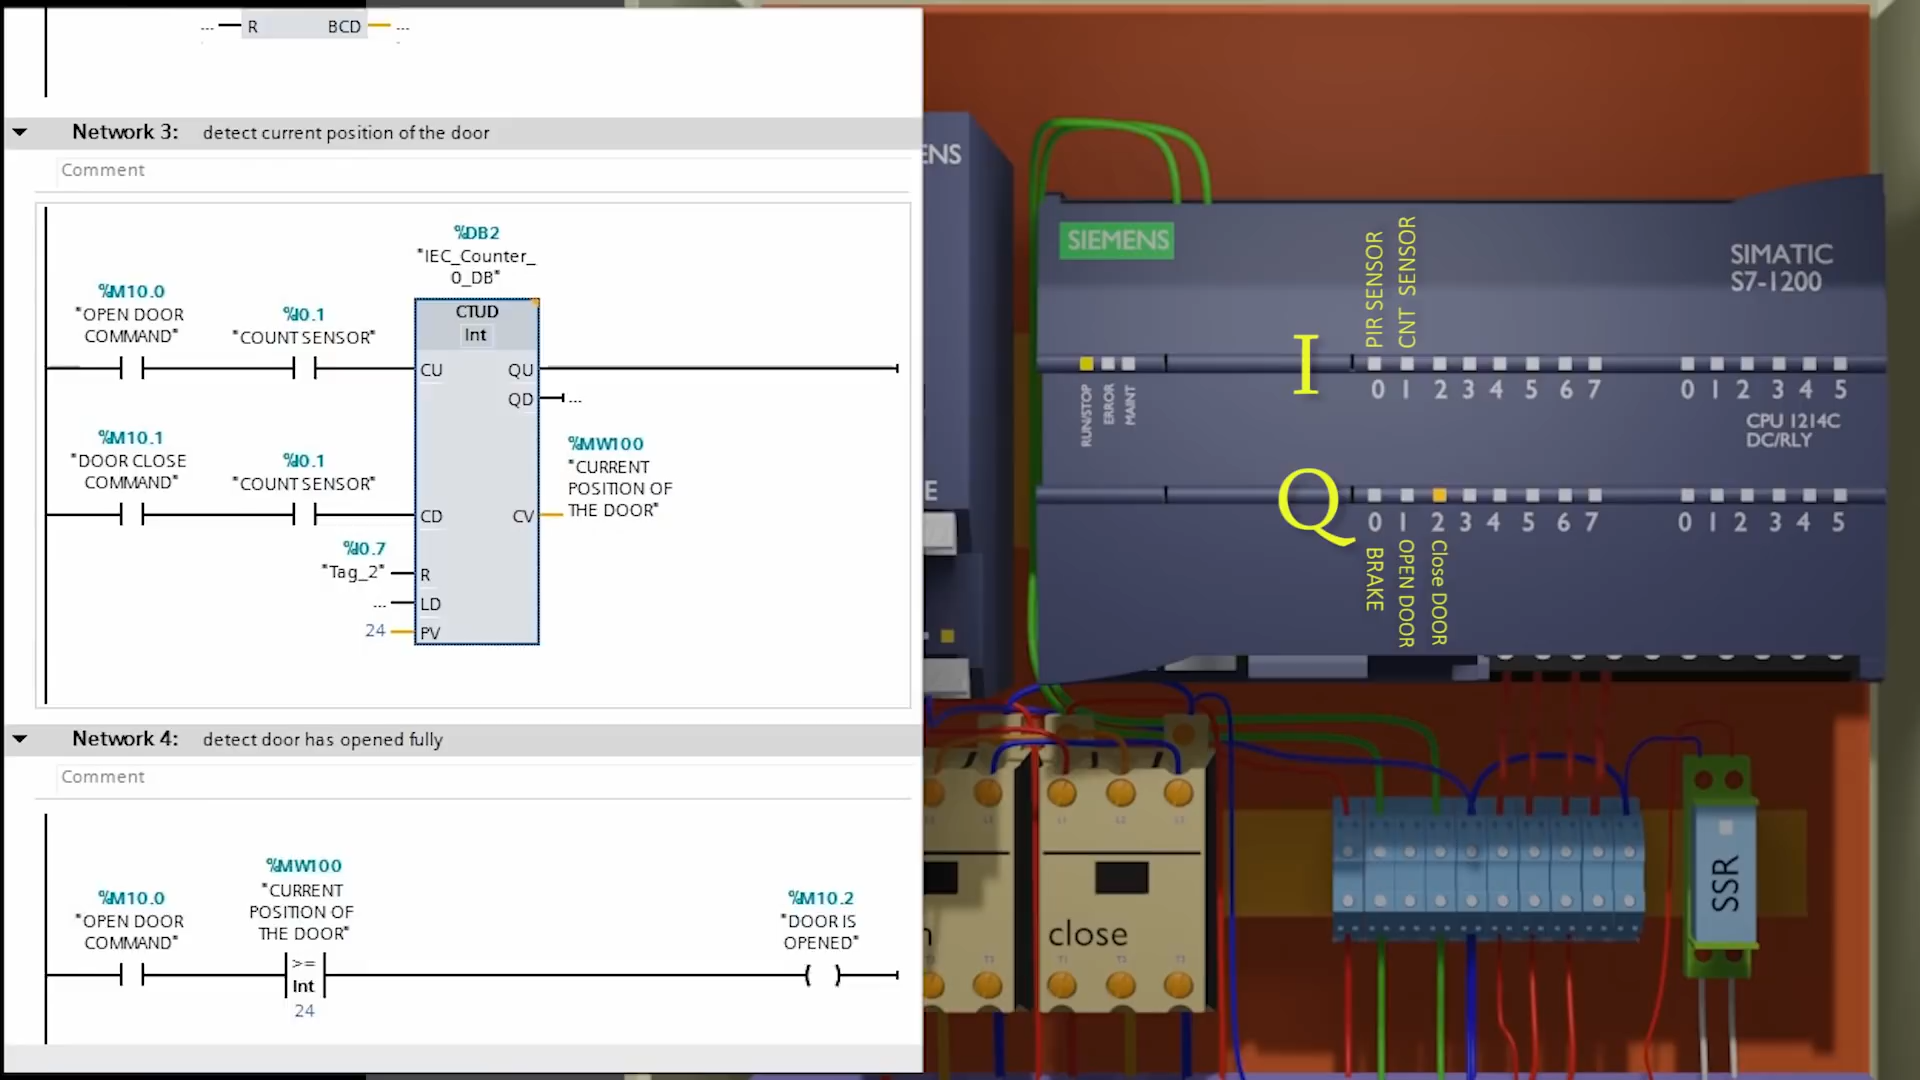 ... R BCD ...
Network 3: detect current position of the door
Comment
%DB2
"IEC_Counter_
0_DB"
%M10.0
"OPEN DOOR
COMMAND"
%I0.1
"COUNT SENSOR"
CTUD
Int
CU QU
QD ...
%M10.1
"DOOR CLOSE
COMMAND"
%I0.1
"COUNT SENSOR"
%MW100
"CURRENT
POSITION OF
THE DOOR"
CD CV
%I0.7
"Tag_2" R
... LD
24 PV
Network 4: detect door has opened fully
Comment
%M10.0
"OPEN DOOR
COMMAND"
%MW100
"CURRENT
POSITION OF
THE DOOR"
>=
Int
24
%M10.2
"DOOR IS
OPENED"
ENS
E
SIEMENS
SIMATIC
S7-1200
PIR SENSOR
CNT SENSOR
I
RUN/STOP
ERROR
MAINT
0 1 2 3 4 5 6 7 0 1 2 3 4 5
CPU 1214C
DC/RLY
Q
0 1 2 3 4 5 6 7 0 1 2 3 4 5
BRAKE
OPEN DOOR
Close DOOR
L1 L2 L3
close
T1 T2 T3
SSR